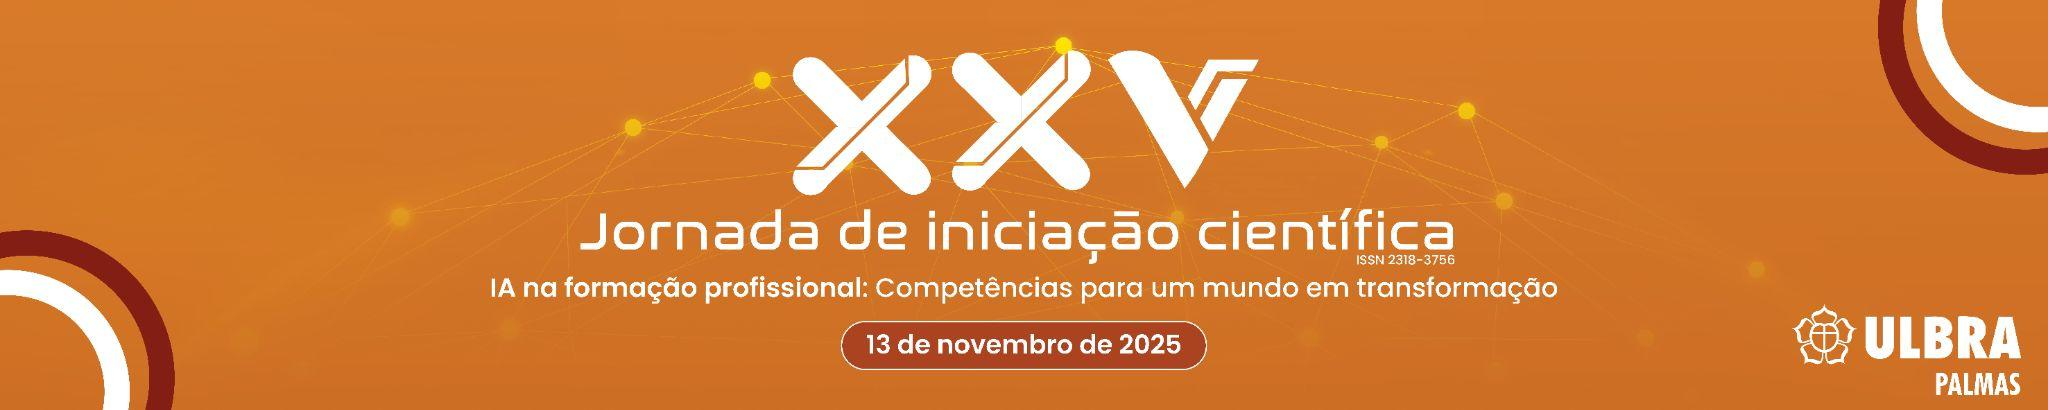 XXV
Jornada de iniciação científica
ISSN 2318-3756
IA na formação profissional: Competências para um mundo em transformação
13 de novembro de 2025
ULBRA
PALMAS